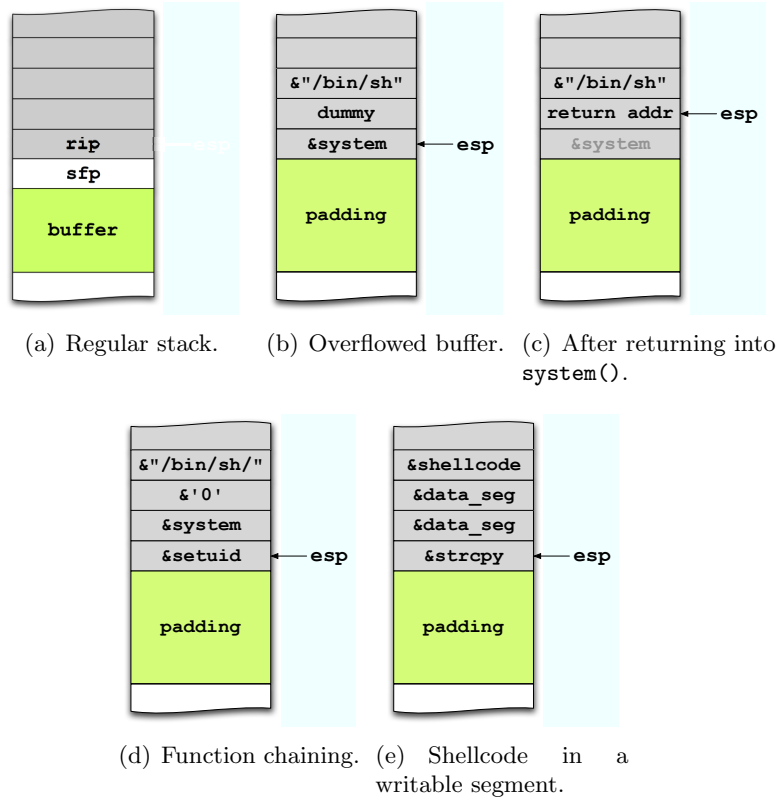 rip
esp
sfp
buffer
(a) Regular stack.
&"/bin/sh"
dummy
&system
esp
padding
(b) Overflowed buffer.
&"/bin/sh"
return addr
esp
&system
padding
(c) After returning into
system().
&"/bin/sh/"
&'0'
&system
&setuid
esp
padding
(d) Function chaining.
&shellcode
&data_seg
&data_seg
&strcpy
esp
padding
(e) Shellcode in a
writable segment.